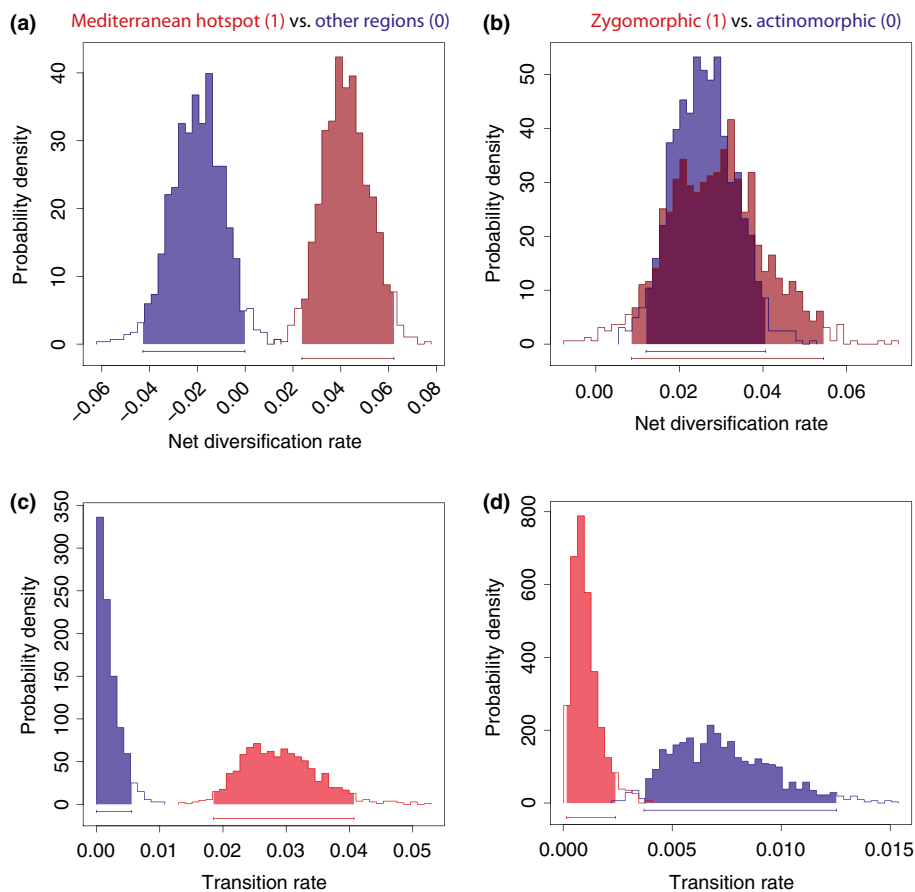 (a) Mediterranean hotspot (1) vs. other regions (0)
Probability density
0 10 20 30 40
−0.06 −0.04 −0.02 0.00 0.02 0.04 0.06 0.08
Net diversification rate
(b) Zygomorphic (1) vs. actinomorphic (0)
Probability density
0 10 20 30 40 50
0.00 0.02 0.04 0.06
Net diversification rate
(c)
Probability density
0 50 100 150 200 250 300 350
0.00 0.01 0.02 0.03 0.04 0.05
Transition rate
(d)
Probability density
0 200 400 600 800
0.000 0.005 0.010 0.015
Transition rate